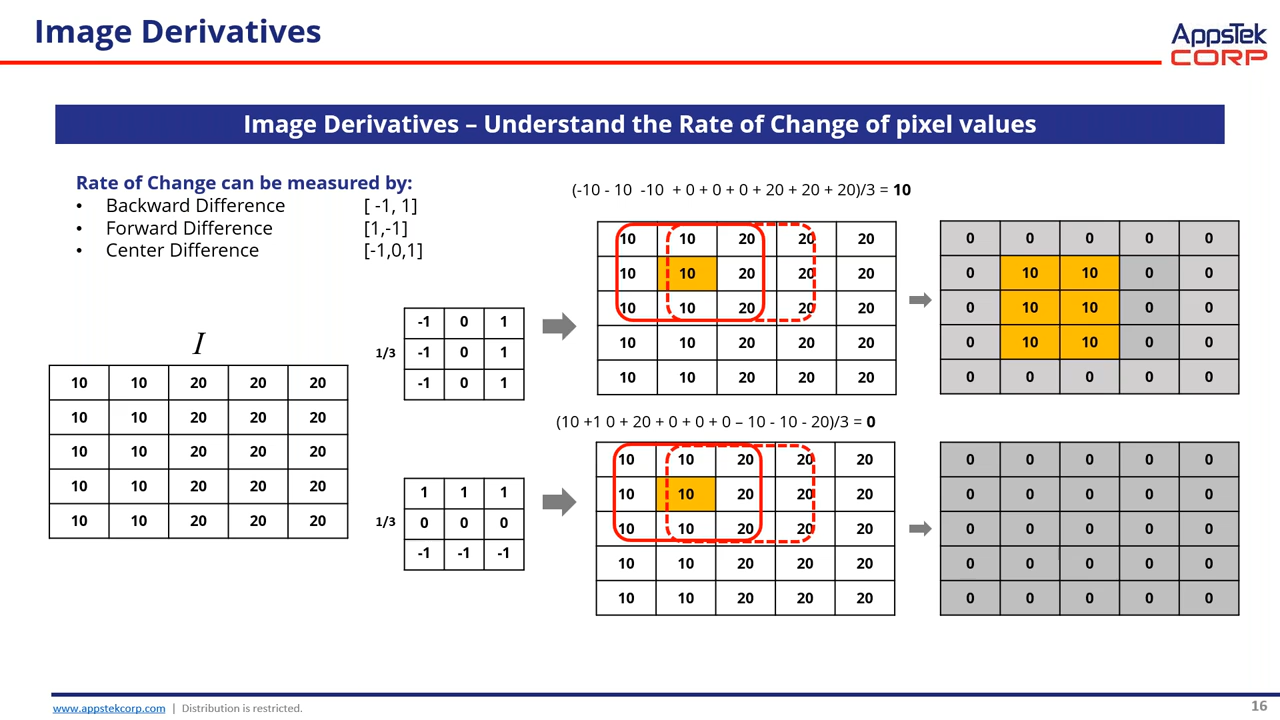 Image Derivatives
AppsTek
CORP
Image Derivatives – Understand the Rate of Change of pixel values
Rate of Change can be measured by:
• Backward Difference [ -1, 1]
• Forward Difference [1,-1]
• Center Difference [-1,0,1]
I
10 10 20 20 20
10 10 20 20 20
10 10 20 20 20
10 10 20 20 20
10 10 20 20 20
1/3
-1 0 1
-1 0 1
-1 0 1
(-10 - 10 -10 + 0 + 0 + 0 + 20 + 20 + 20)/3 = 10
10 10 20 20 20
10 10 20 20 20
10 10 20 20 20
10 10 20 20 20
10 10 20 20 20
0 0 0 0 0
0 10 10 0 0
0 10 10 0 0
0 10 10 0 0
0 0 0 0 0
1/3
1 1 1
0 0 0
-1 -1 -1
(10 +1 0 + 20 + 0 + 0 + 0 – 10 - 10 - 20)/3 = 0
10 10 20 20 20
10 10 20 20 20
10 10 20 20 20
10 10 20 20 20
10 10 20 20 20
0 0 0 0 0
0 0 0 0 0
0 0 0 0 0
0 0 0 0 0
0 0 0 0 0
www.appstekcorp.com | Distribution is restricted.
16